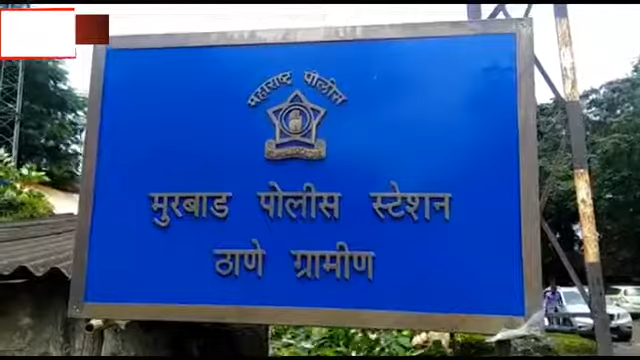 महाराष्ट्र पोलीस
मुरबाड पोलीस स्टेशन
ठाणे ग्रामीण